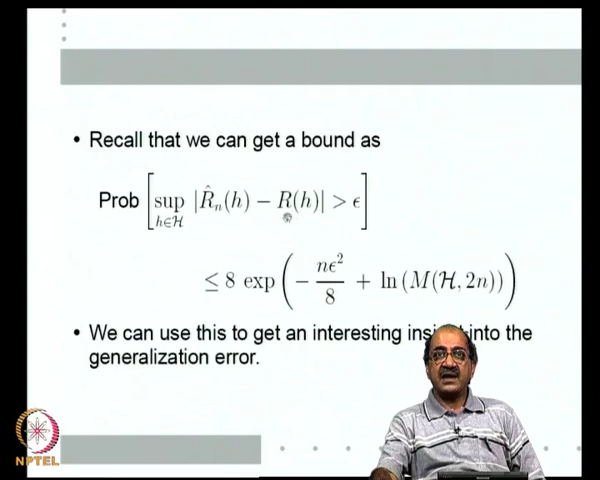 • Recall that we can get a bound as
Prob [ sup_{h∈ℋ} |R̂_n(h) − R(h)| > ϵ ]
≤ 8 exp ( − nϵ²/8 + ln (M(ℋ, 2n)) )
• We can use this to get an interesting into the
generalization error.
NPTEL